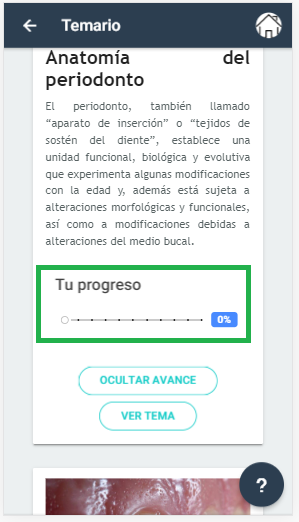 Temario
Anatomía del
periodonto
El periodonto, también llamado
“aparato de inserción” o “tejidos de
sostén del diente”, establece una
unidad funcional, biológica y evolutiva
que experimenta algunas modificaciones
con la edad y, además está sujeta a
alteraciones morfológicas y funcionales,
así como a modificaciones debidas a
alteraciones del medio bucal.
Tu progreso
0%
OCULTAR AVANCE
VER TEMA
?